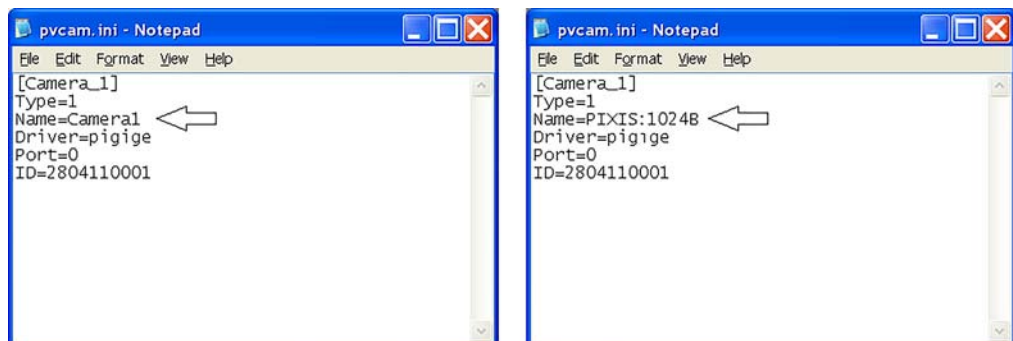 pvcam.ini - Notepad
File Edit Format View Help
[Camera_1]
Type=1
Name=Camera1
Driver=pigige
Port=0
ID=2804110001
pvcam.ini - Notepad
File Edit Format View Help
[Camera_1]
Type=1
Name=PIXIS:1024B
Driver=pigige
Port=0
ID=2804110001